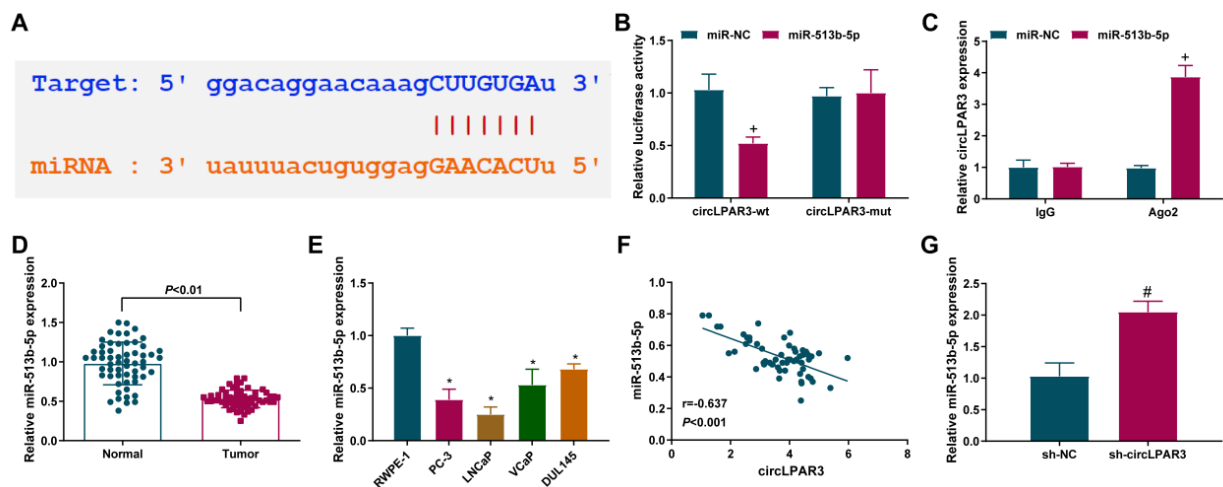 A
Target: 5' ggacaggaacaaagCUUGUGAu 3'
| | | | | | |
miRNA : 3' uauuuacuguggagGAACACUu 5'
B
miR-NC miR-513b-5p
Relative luciferase activity
1.5
1.0
0.5
0.0
+
circLPAR3-wt circLPAR3-mut
C
miR-NC miR-513b-5p
Relative circLPAR3 expression
5
4
3
2
1
0
+
IgG Ago2
D
Relative miR-513b-5p expression
2.0
1.5
1.0
0.5
0.0
P<0.01
Normal Tumor
E
Relative miR-513b-5p expression
1.5
1.0
0.5
0.0
* * * *
RWPE-1 PC-3 LNCaP VCaP DUL145
F
miR-513b-5p
1.0
0.8
0.6
0.4
0.2
0.0
r=-0.637
P<0.001
0 2 4 6 8
circLPAR3
G
Relative miR-513b-5p expression
2.5
2.0
1.5
1.0
0.5
0.0
#
sh-NC sh-circLPAR3